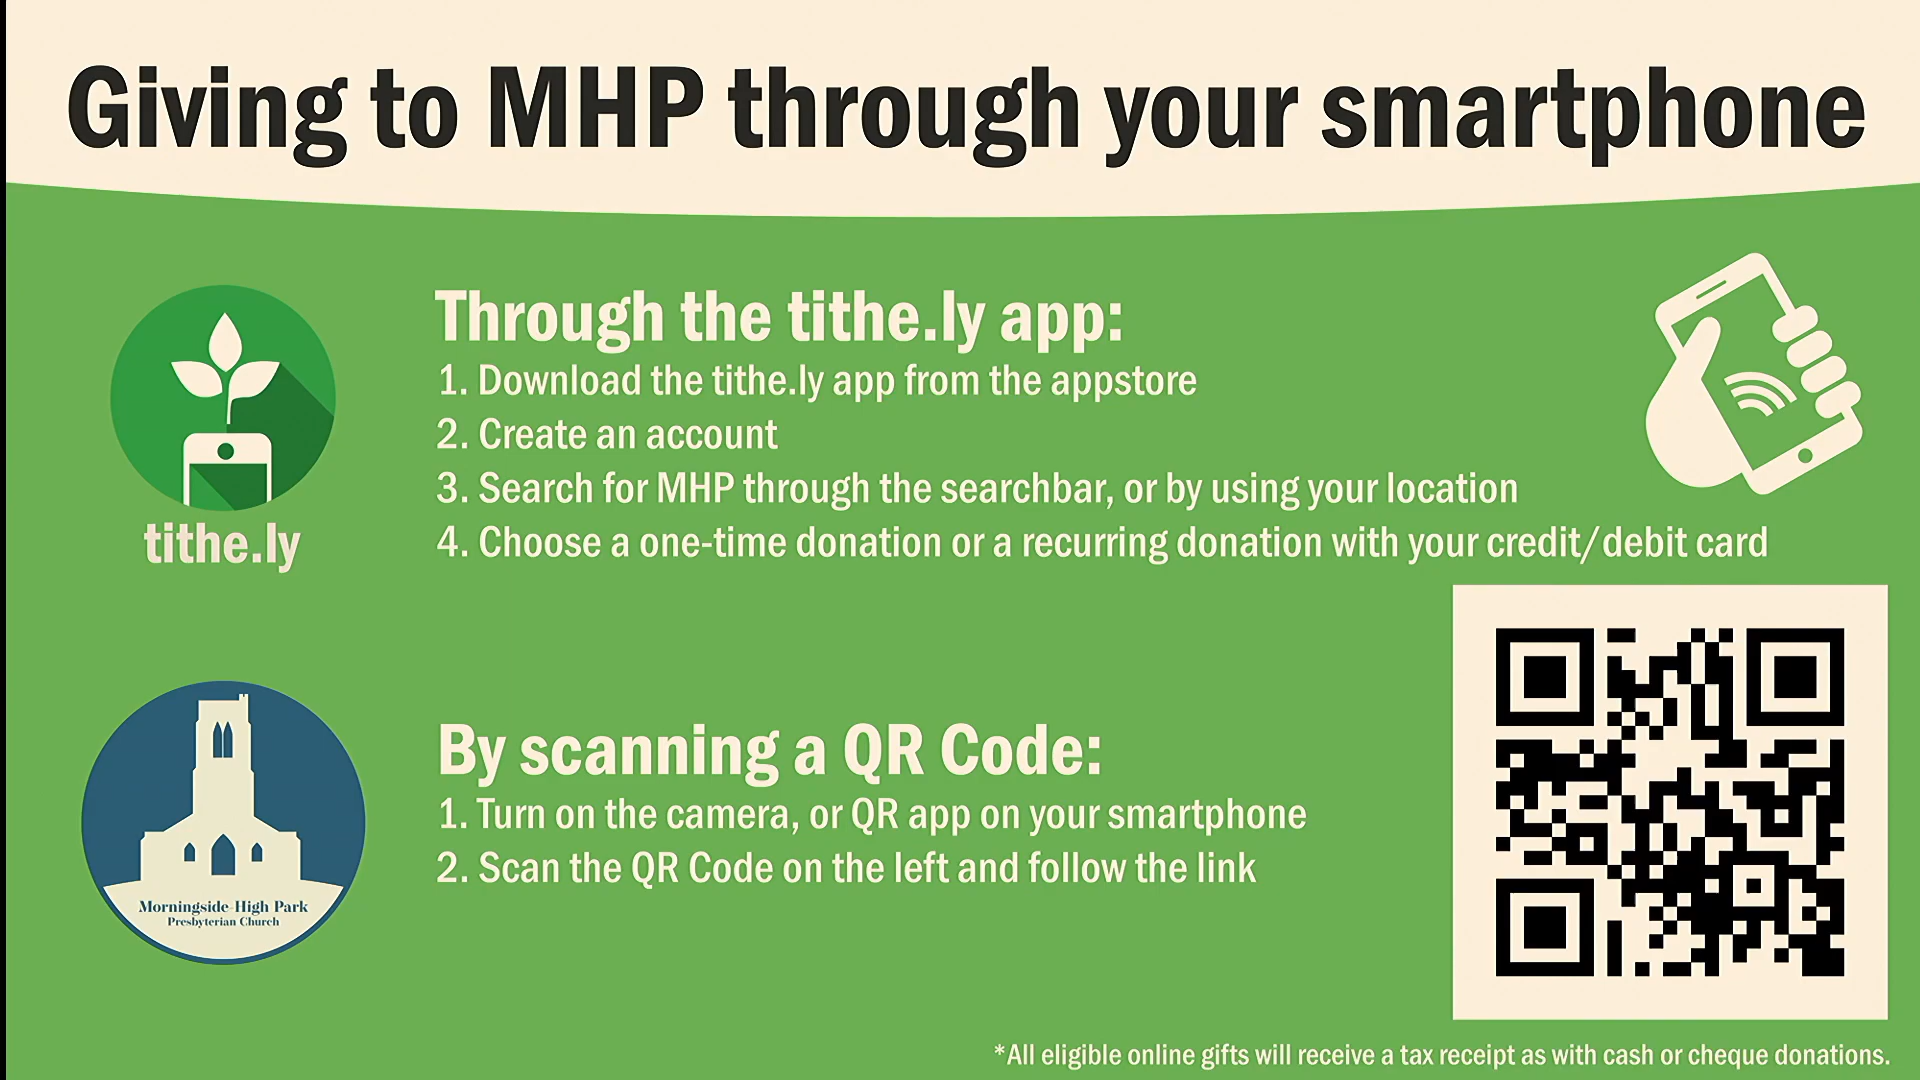 Giving to MHP through your smartphone
Through the tithe.ly app:
1. Download the tithe.ly app from the appstore
2. Create an account
3. Search for MHP through the searchbar, or by using your location
4. Choose a one-time donation or a recurring donation with your credit/debit card
tithe.ly
By scanning a QR Code:
1. Turn on the camera, or QR app on your smartphone
2. Scan the QR Code on the left and follow the link
Morningside-High Park
Presbyterian Church
*All eligible online gifts will receive a tax receipt as with cash or cheque donations.